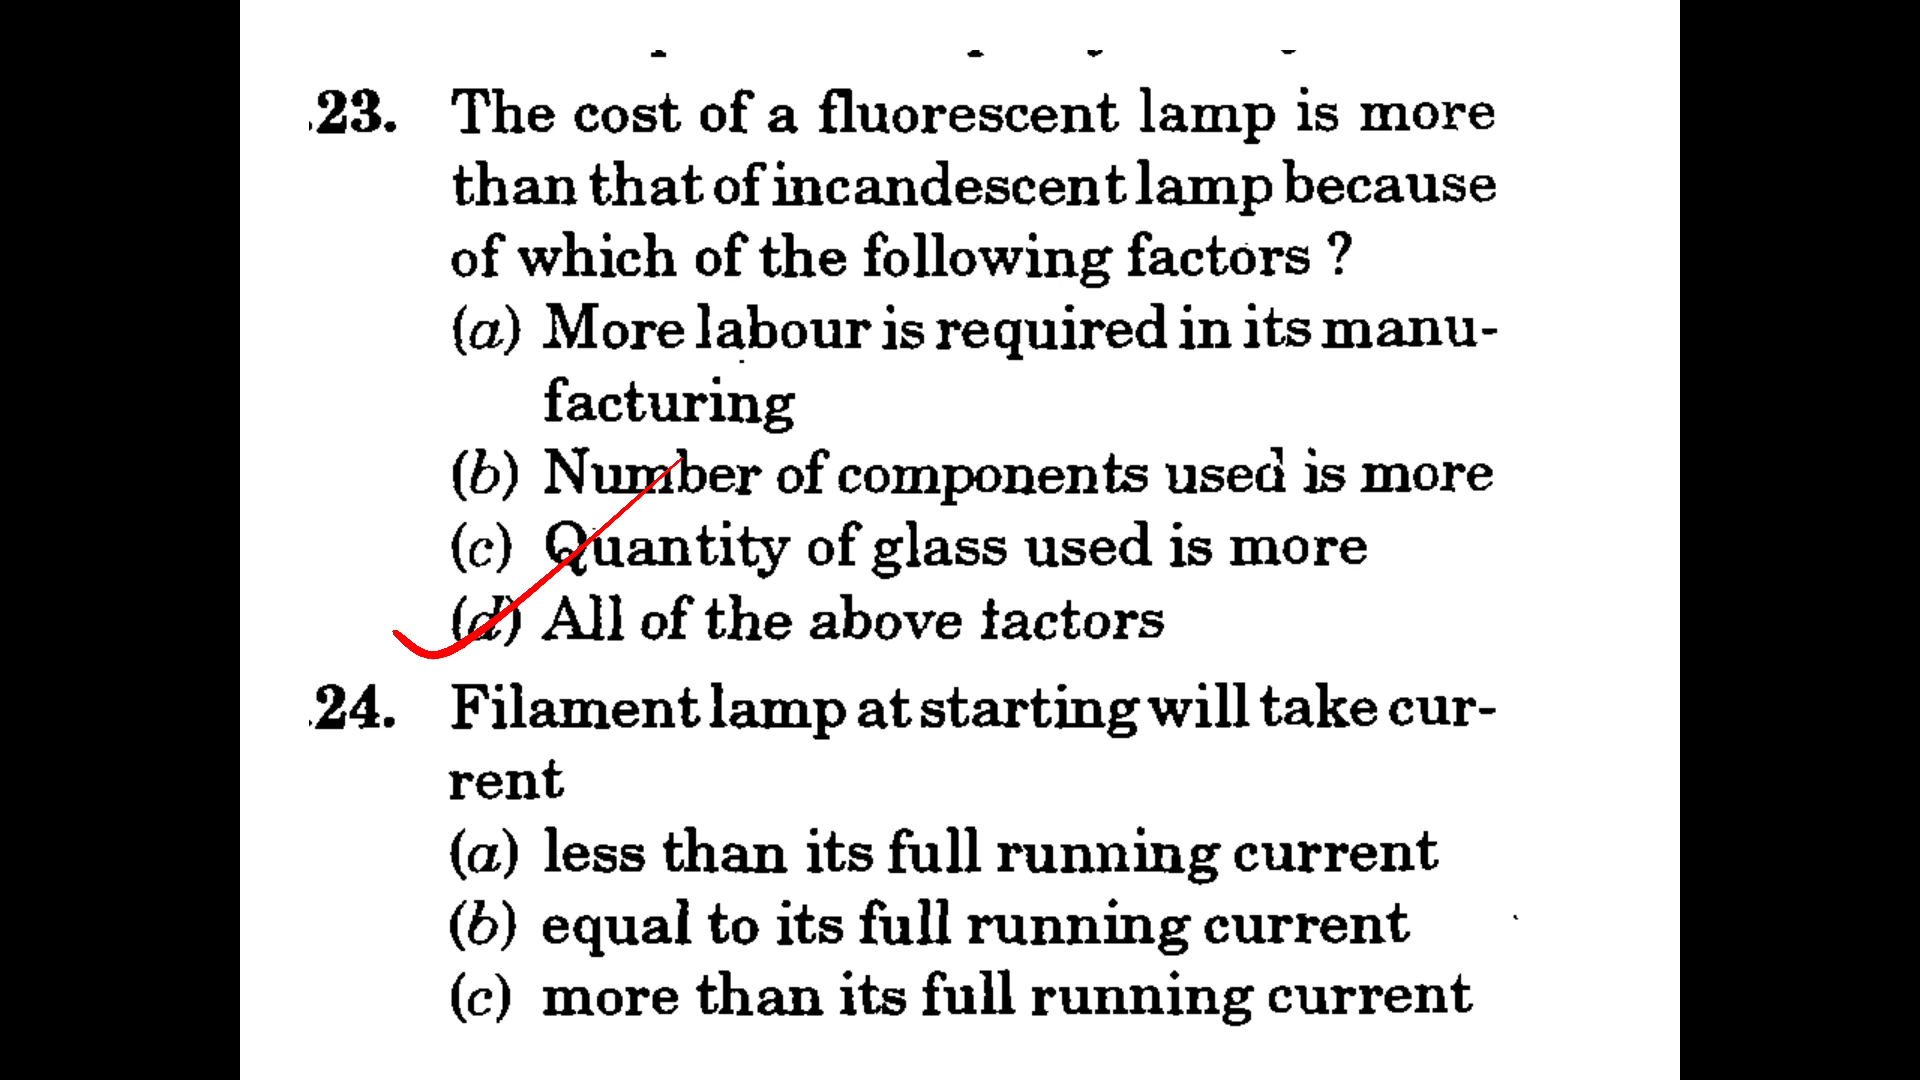 .23. The cost of a fluorescent lamp is more
than that of incandescent lamp because
of which of the following factors ?
(a) More labour is required in its manu-
facturing
(b) Number of components used is more
(c) Quantity of glass used is more
(d) All of the above factors
.24. Filament lamp at starting will take cur-
rent
(a) less than its full running current
(b) equal to its full running current
(c) more than its full running current